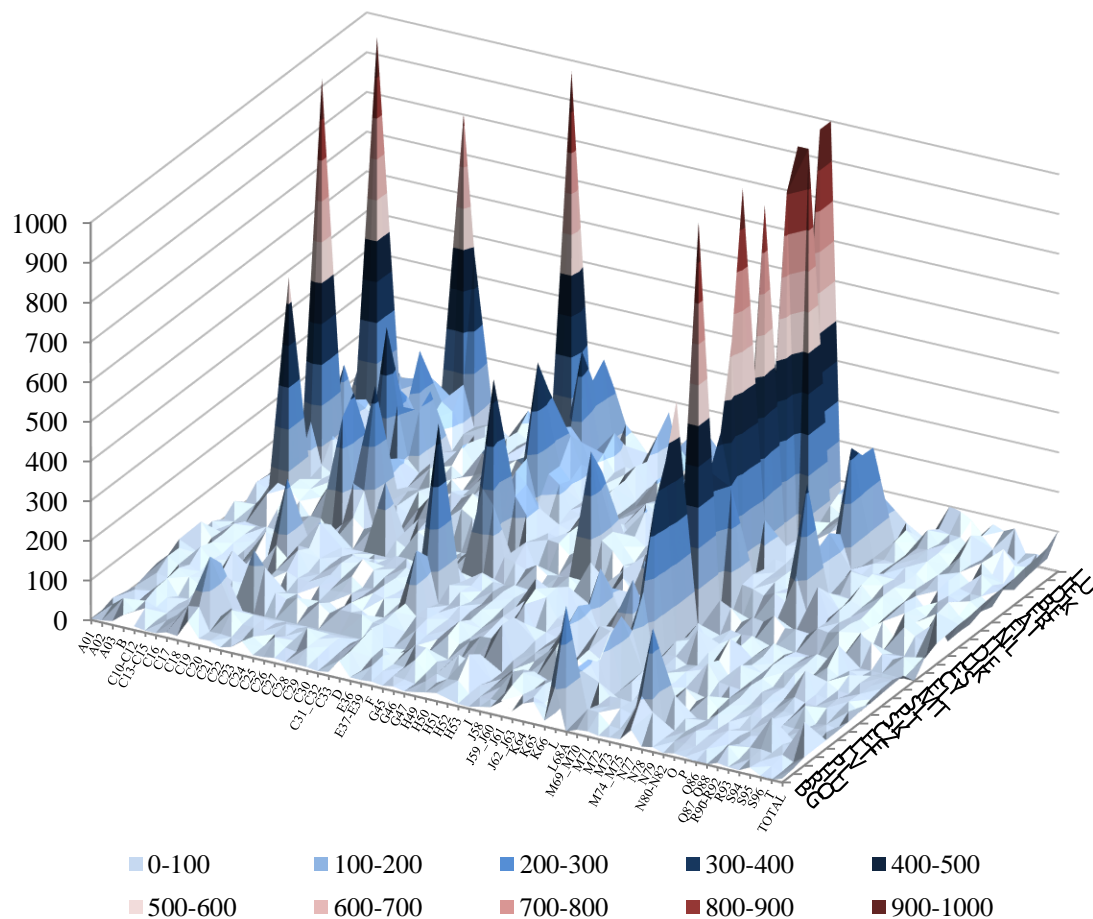 1000
900
800
700
600
500
400
300
200
100
0
A01
A02
A03
B
C10-C12
C13-C15
C16
C17
C18
C19
C20
C21
C22
C23
C24
C25
C26
C27
C28
C29
C30
C31_C32
C33
D
E36
E37-E39
F
G45
G46
G47
H49
H50
H51
H52
H53
I
J58
J59_J60
J61
J62_J63
K64
K65
K66
L
L68A
M69_M70
M71
M72
M73
M74_M75
N77
N78
N79
N80-N82
O
P
Q86
Q87_Q88
R90-R92
R93
S94
S95
S96
T
TOTAL
0-100
100-200
200-300
300-400
400-500
500-600
600-700
700-800
800-900
900-1000